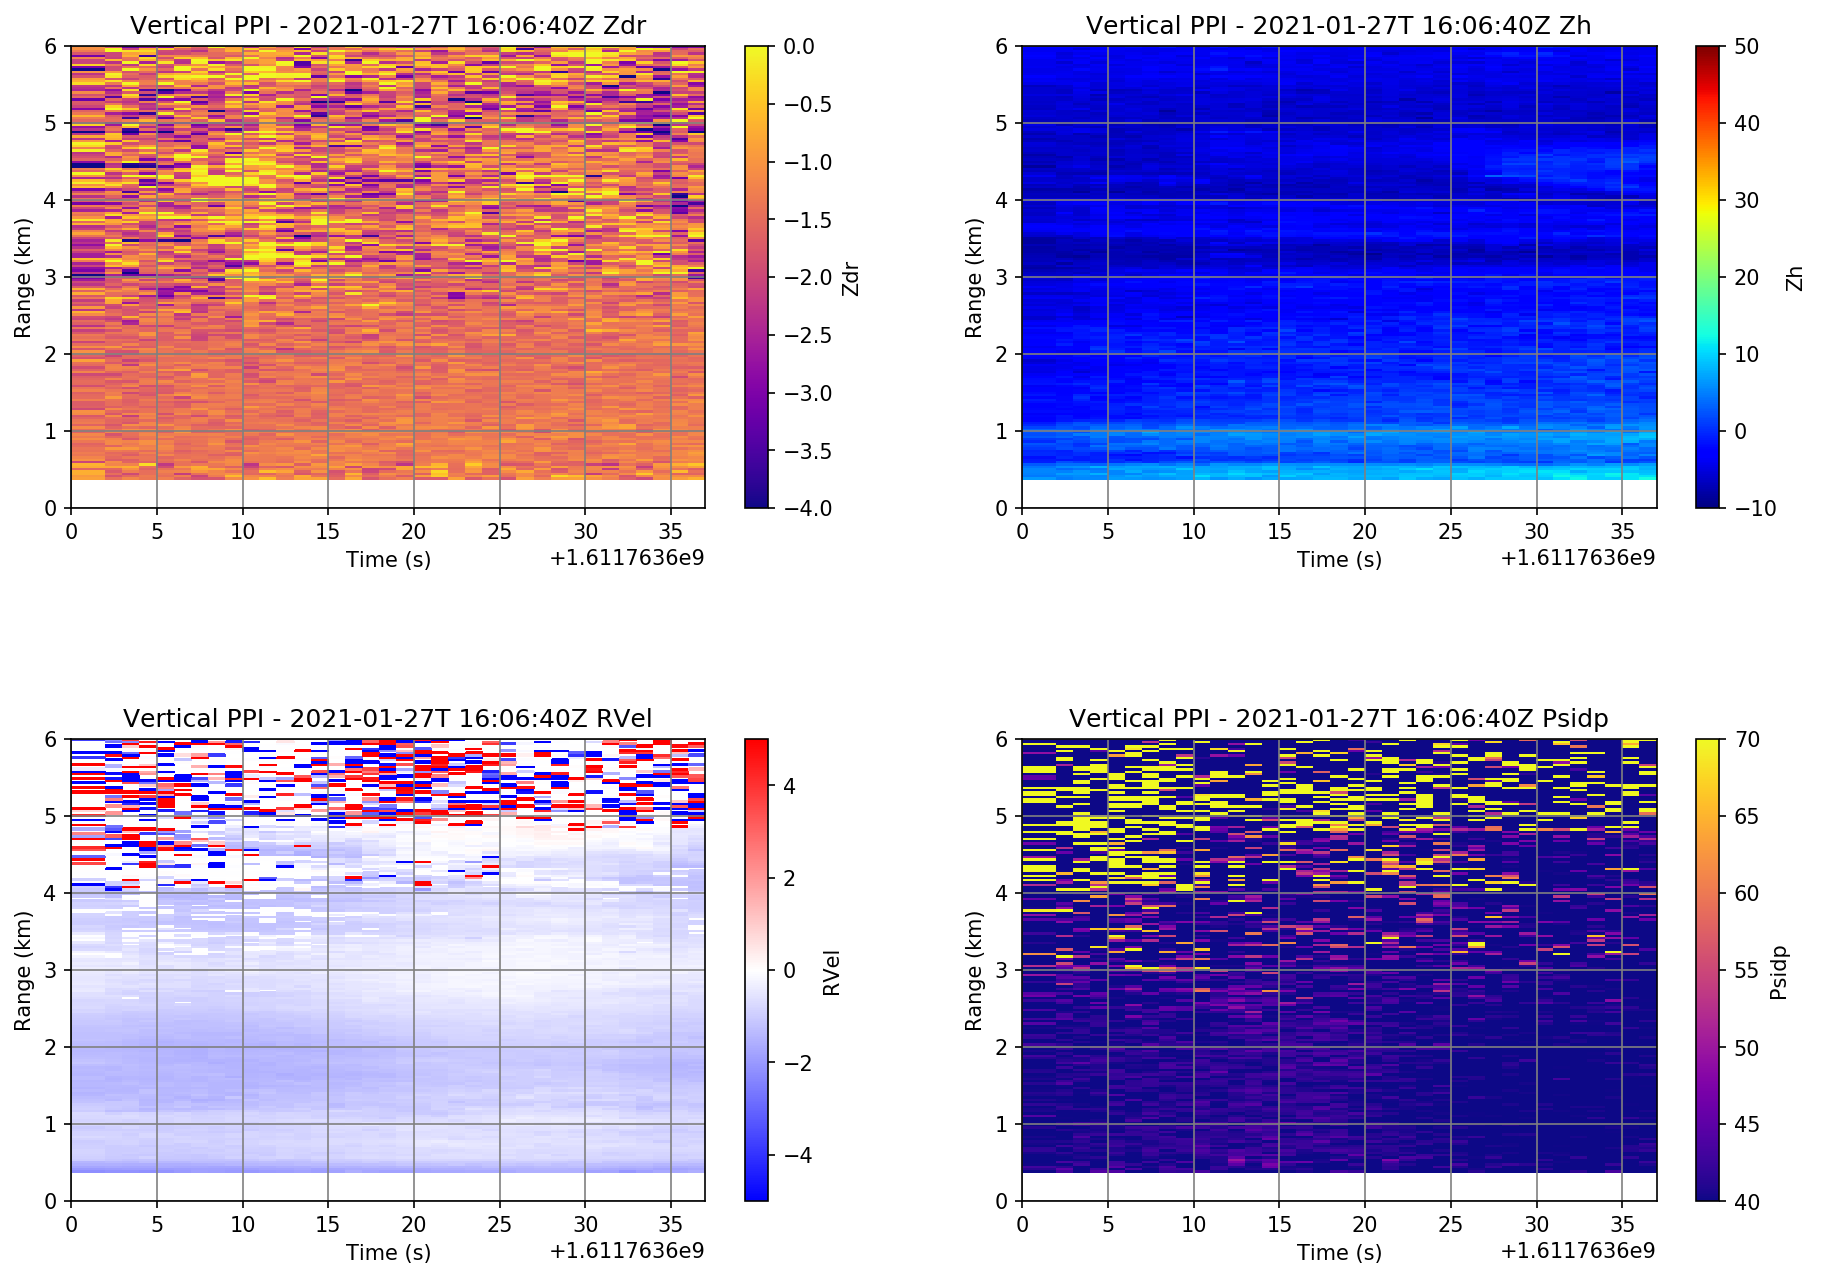 Vertical PPI - 2021-01-27T 16:06:40Z Zdr
6
5
4
3
2
1
0
Range (km)
0 5 10 15 20 25 30 35
Time (s)
+1.6117636e9
0.0
−0.5
−1.0
−1.5
−2.0
−2.5
−3.0
−3.5
−4.0
Zdr
Vertical PPI - 2021-01-27T 16:06:40Z Zh
6
5
4
3
2
1
0
Range (km)
0 5 10 15 20 25 30 35
Time (s)
+1.6117636e9
50
40
30
20
10
0
−10
Zh
Vertical PPI - 2021-01-27T 16:06:40Z RVel
6
5
4
3
2
1
0
Range (km)
0 5 10 15 20 25 30 35
Time (s)
+1.6117636e9
4
2
0
−2
−4
RVel
Vertical PPI - 2021-01-27T 16:06:40Z Psidp
6
5
4
3
2
1
0
Range (km)
0 5 10 15 20 25 30 35
Time (s)
+1.6117636e9
70
65
60
55
50
45
40
Psidp